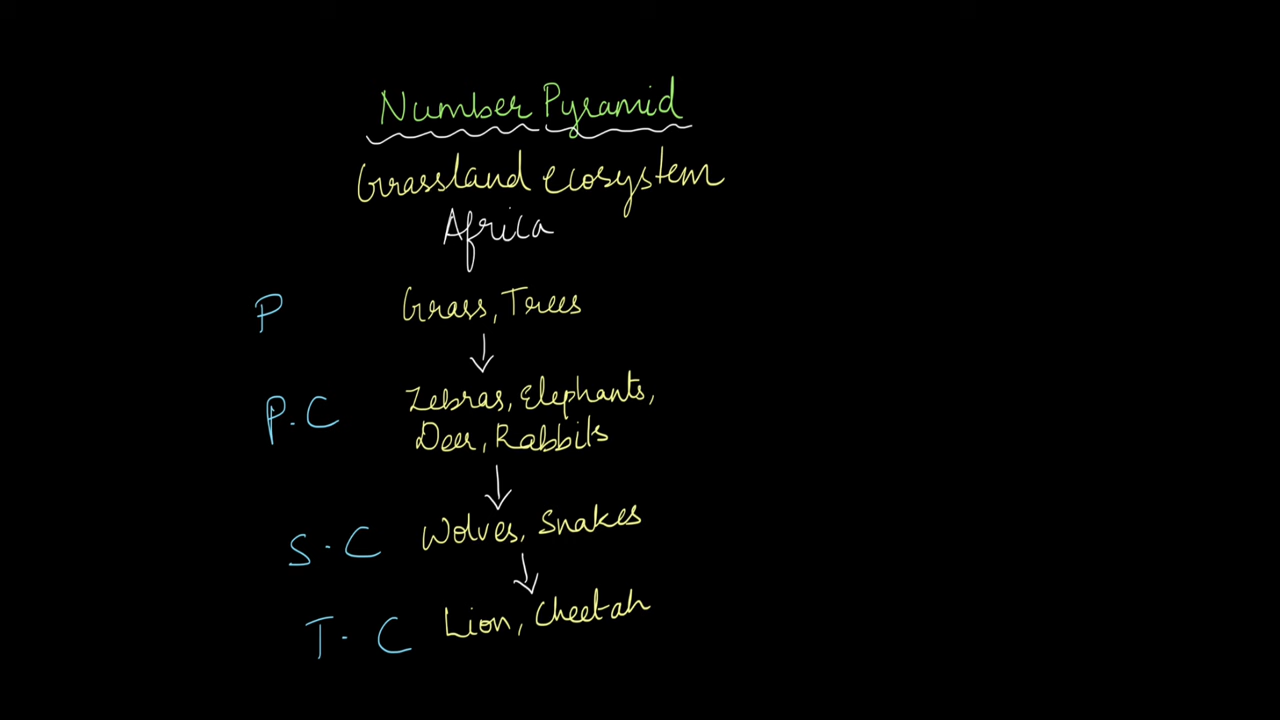 Number Pyramid
Grassland ecosystem
Africa
P Grass, Trees
P.C Zebras, Elephants,
Deer, Rabbits
S.C Wolves, Snakes
T.C Lion, Cheetah